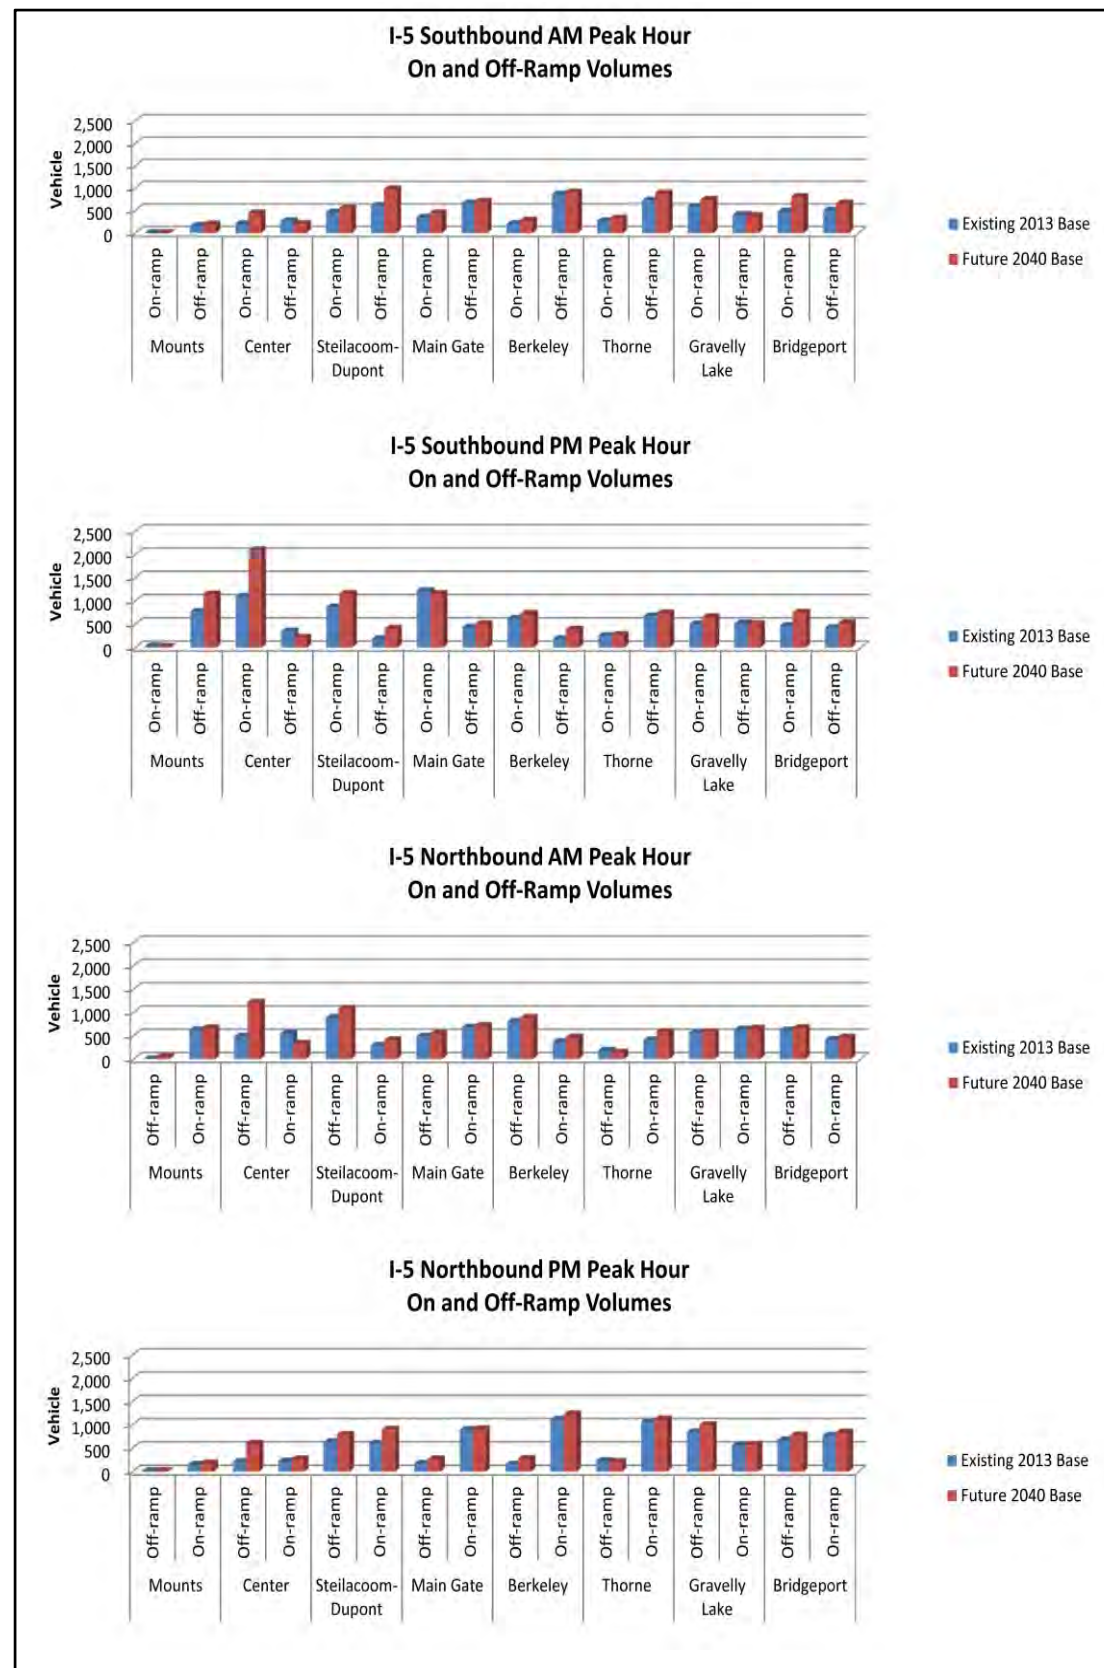 I-5 Southbound AM Peak Hour
On and Off-Ramp Volumes
Vehicle
2,500
2,000
1,500
1,000
500
0
On-ramp Off-ramp On-ramp Off-ramp On-ramp Off-ramp On-ramp Off-ramp On-ramp Off-ramp On-ramp Off-ramp On-ramp Off-ramp On-ramp Off-ramp
Mounts Center Steilacoom- Main Gate Berkeley Thorne Gravelly Bridgeport
Dupont Lake
Existing 2013 Base
Future 2040 Base
I-5 Southbound PM Peak Hour
On and Off-Ramp Volumes
Vehicle
2,500
2,000
1,500
1,000
500
0
On-ramp Off-ramp On-ramp Off-ramp On-ramp Off-ramp On-ramp Off-ramp On-ramp Off-ramp On-ramp Off-ramp On-ramp Off-ramp On-ramp Off-ramp
Mounts Center Steilacoom- Main Gate Berkeley Thorne Gravelly Bridgeport
Dupont Lake
Existing 2013 Base
Future 2040 Base
I-5 Northbound AM Peak Hour
On and Off-Ramp Volumes
Vehicle
2,500
2,000
1,500
1,000
500
0
Off-ramp On-ramp Off-ramp On-ramp Off-ramp On-ramp Off-ramp On-ramp Off-ramp On-ramp Off-ramp On-ramp Off-ramp On-ramp Off-ramp On-ramp
Mounts Center Steilacoom- Main Gate Berkeley Thorne Gravelly Bridgeport
Dupont Lake
Existing 2013 Base
Future 2040 Base
I-5 Northbound PM Peak Hour
On and Off-Ramp Volumes
Vehicle
2,500
2,000
1,500
1,000
500
0
Off-ramp On-ramp Off-ramp On-ramp Off-ramp On-ramp Off-ramp On-ramp Off-ramp On-ramp Off-ramp On-ramp Off-ramp On-ramp Off-ramp On-ramp
Mounts Center Steilacoom- Main Gate Berkeley Thorne Gravelly Bridgeport
Dupont Lake
Existing 2013 Base
Future 2040 Base